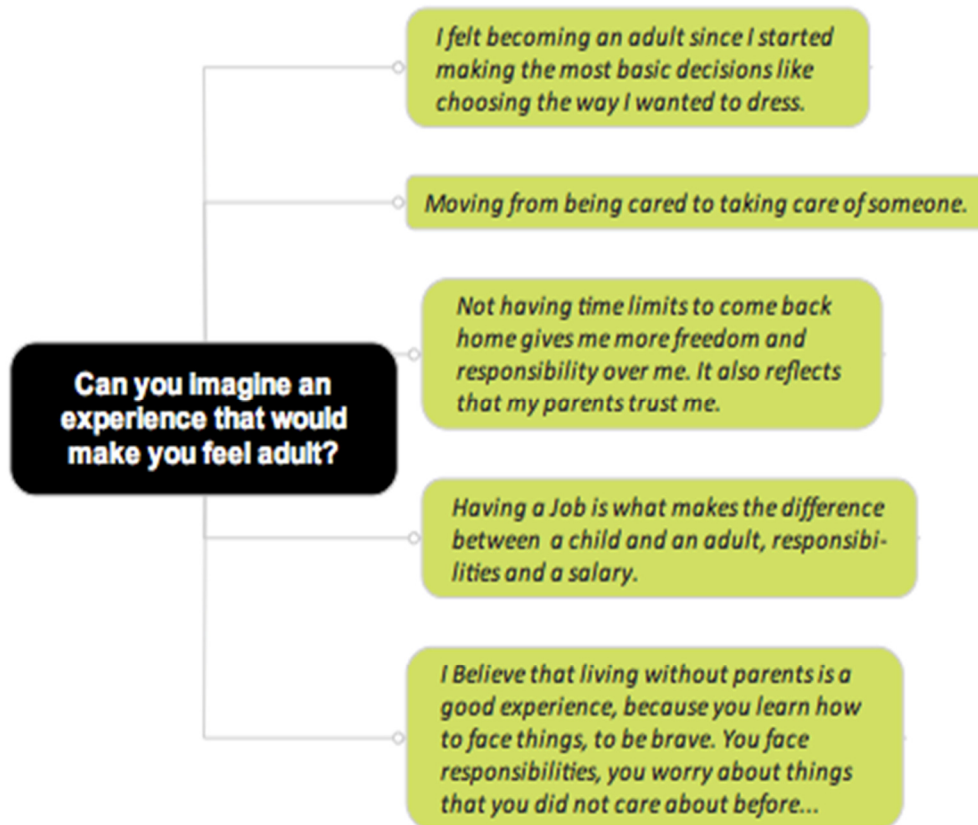 I felt becoming an adult since I started
making the most basic decisions like
choosing the way I wanted to dress.
Moving from being cared to taking care of someone.
Not having time limits to come back
home gives me more freedom and
responsibility over me. It also reflects
that my parents trust me.
Can you imagine an
experience that would
make you feel adult?
Having a Job is what makes the difference
between a child and an adult, responsibi-
lities and a salary.
I Believe that living without parents is a
good experience, because you learn how
to face things, to be brave. You face
responsibilities, you worry about things
that you did not care about before...